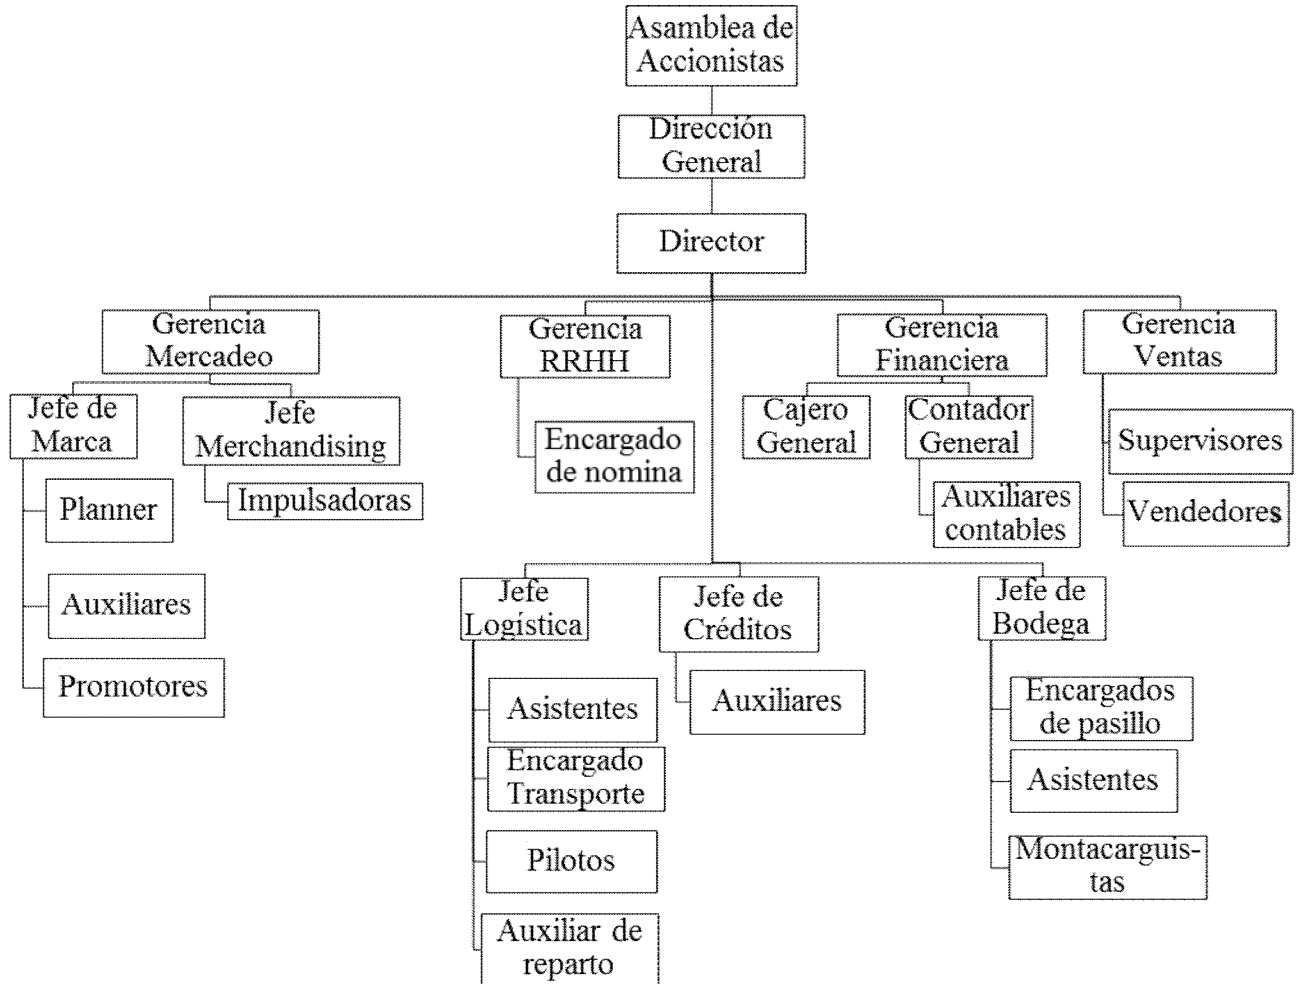 Asamblea de
Accionistas
Dirección
General
Director
Gerencia
Mercadeo
Gerencia
RRHH
Gerencia
Financiera
Gerencia
Ventas
Jefe de
Marca
Jefe
Merchandising
Encargado
de nomina
Cajero
General
Contador
General
Supervisores
Planner
Impulsadoras
Auxiliares
contables
Vendedores
Auxiliares
Promotores
Jefe
Logística
Jefe de
Créditos
Jefe de
Bodega
Asistentes
Auxiliares
Encargados
de pasillo
Encargado
Transporte
Asistentes
Pilotos
Montacarguis-
tas
Auxiliar de
reparto